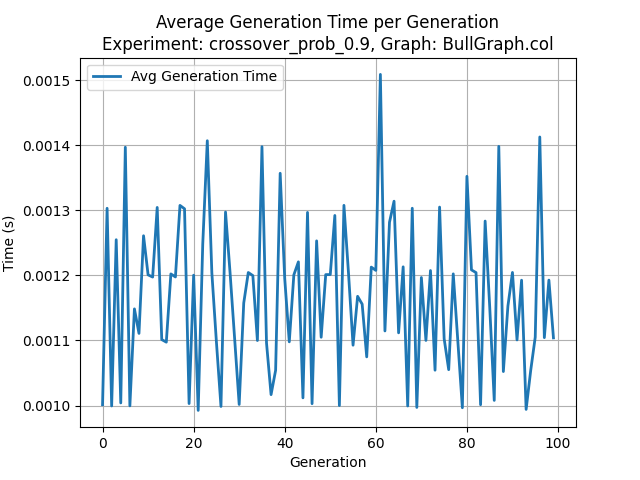 Average Generation Time per Generation
Experiment: crossover_prob_0.9, Graph: BullGraph.col
Avg Generation Time
Time (s)
0.0015
0.0014
0.0013
0.0012
0.0011
0.0010
0 20 40 60 80 100
Generation